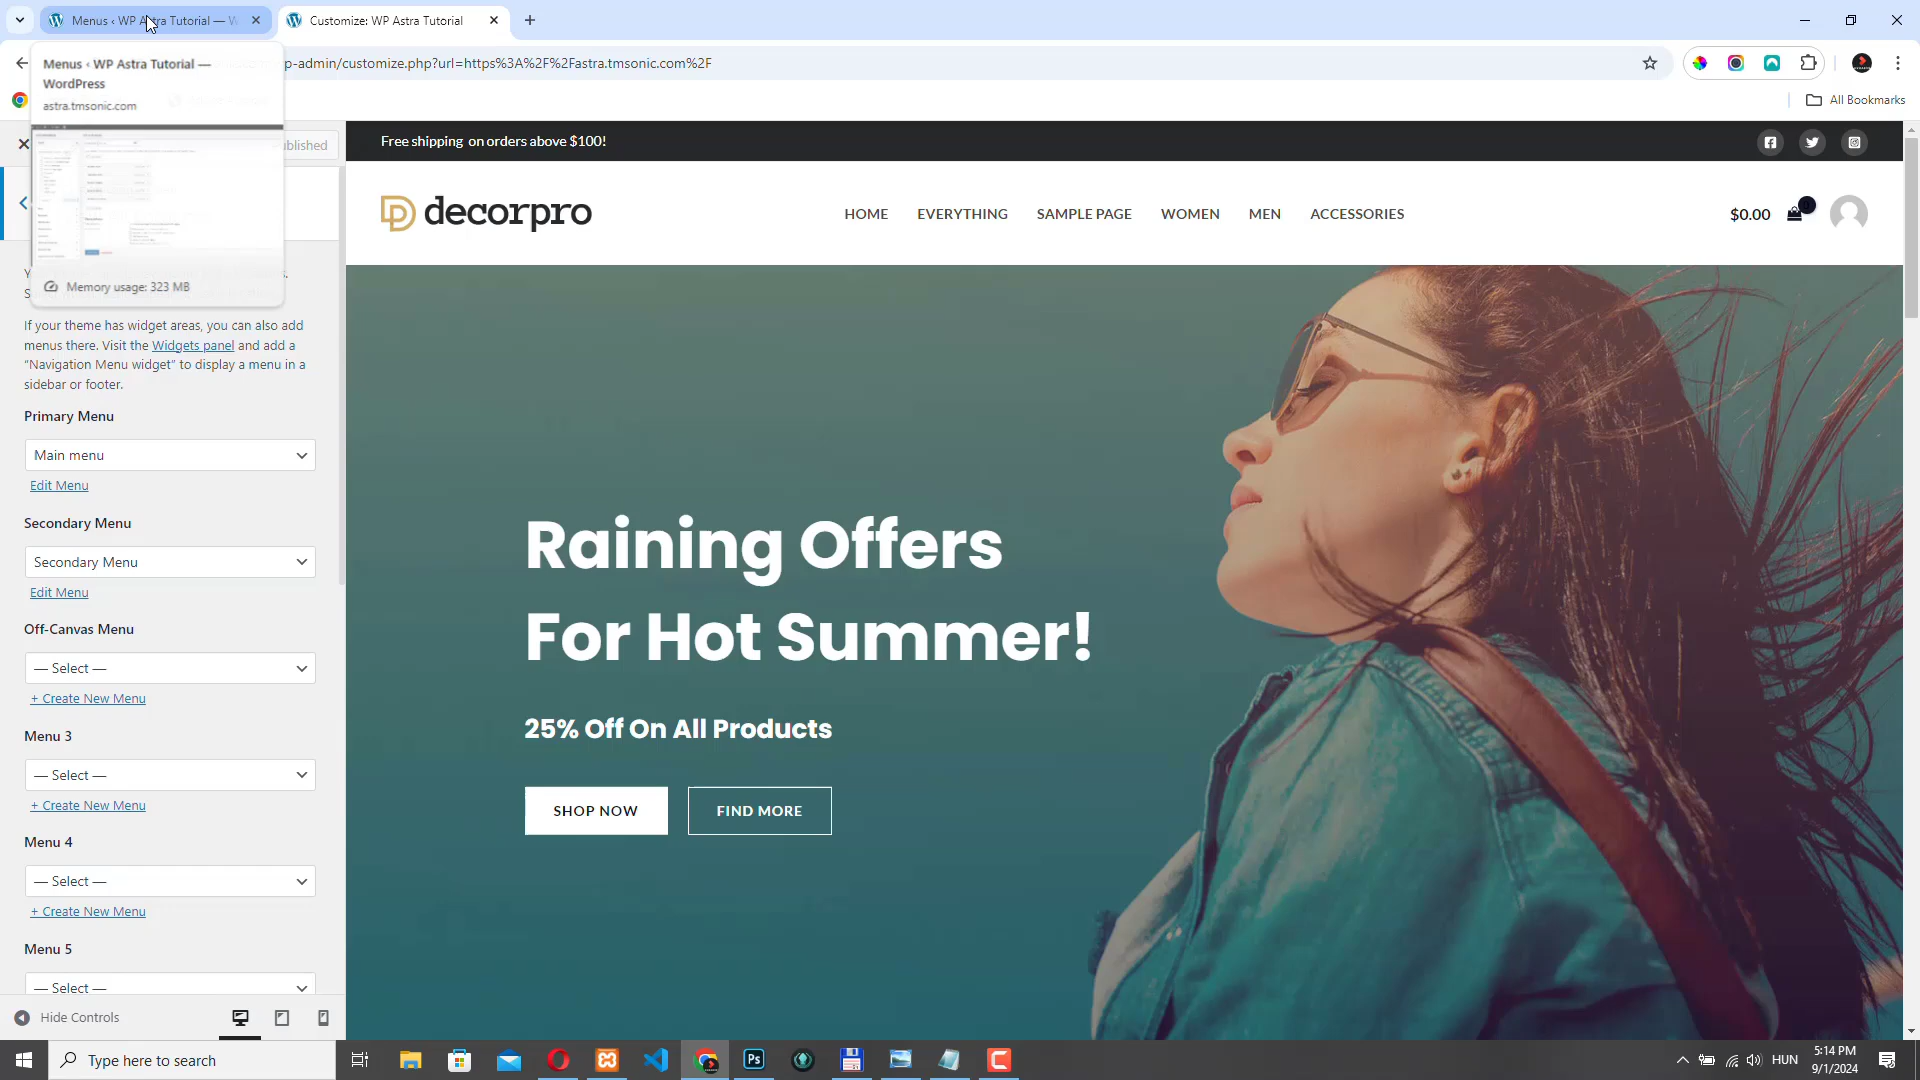 Menus ‹ WP Astra Tutorial — W
Customize: WP Astra Tutorial
Menus ‹ WP Astra Tutorial —
WordPress
astra.tmsonic.com
p-admin/customize.php?url=https%3A%2F%2Fastra.tmsonic.com%2F
All Bookmarks
Memory usage: 323 MB
ublished
If your theme has widget areas, you can also add
menus there. Visit the Widgets panel and add a
“Navigation Menu widget” to display a menu in a
sidebar or footer.
Primary Menu
Main menu
Edit Menu
Secondary Menu
Secondary Menu
Edit Menu
Off-Canvas Menu
— Select —
+ Create New Menu
Menu 3
— Select —
+ Create New Menu
Menu 4
— Select —
+ Create New Menu
Menu 5
— Select —
Hide Controls
Free shipping on orders above $100!
decorpro
HOME EVERYTHING SAMPLE PAGE WOMEN MEN ACCESSORIES
$0.00
Raining Offers
For Hot Summer!
25% Off On All Products
SHOP NOW
FIND MORE
Type here to search
Ps
HUN
5:14 PM
9/1/2024